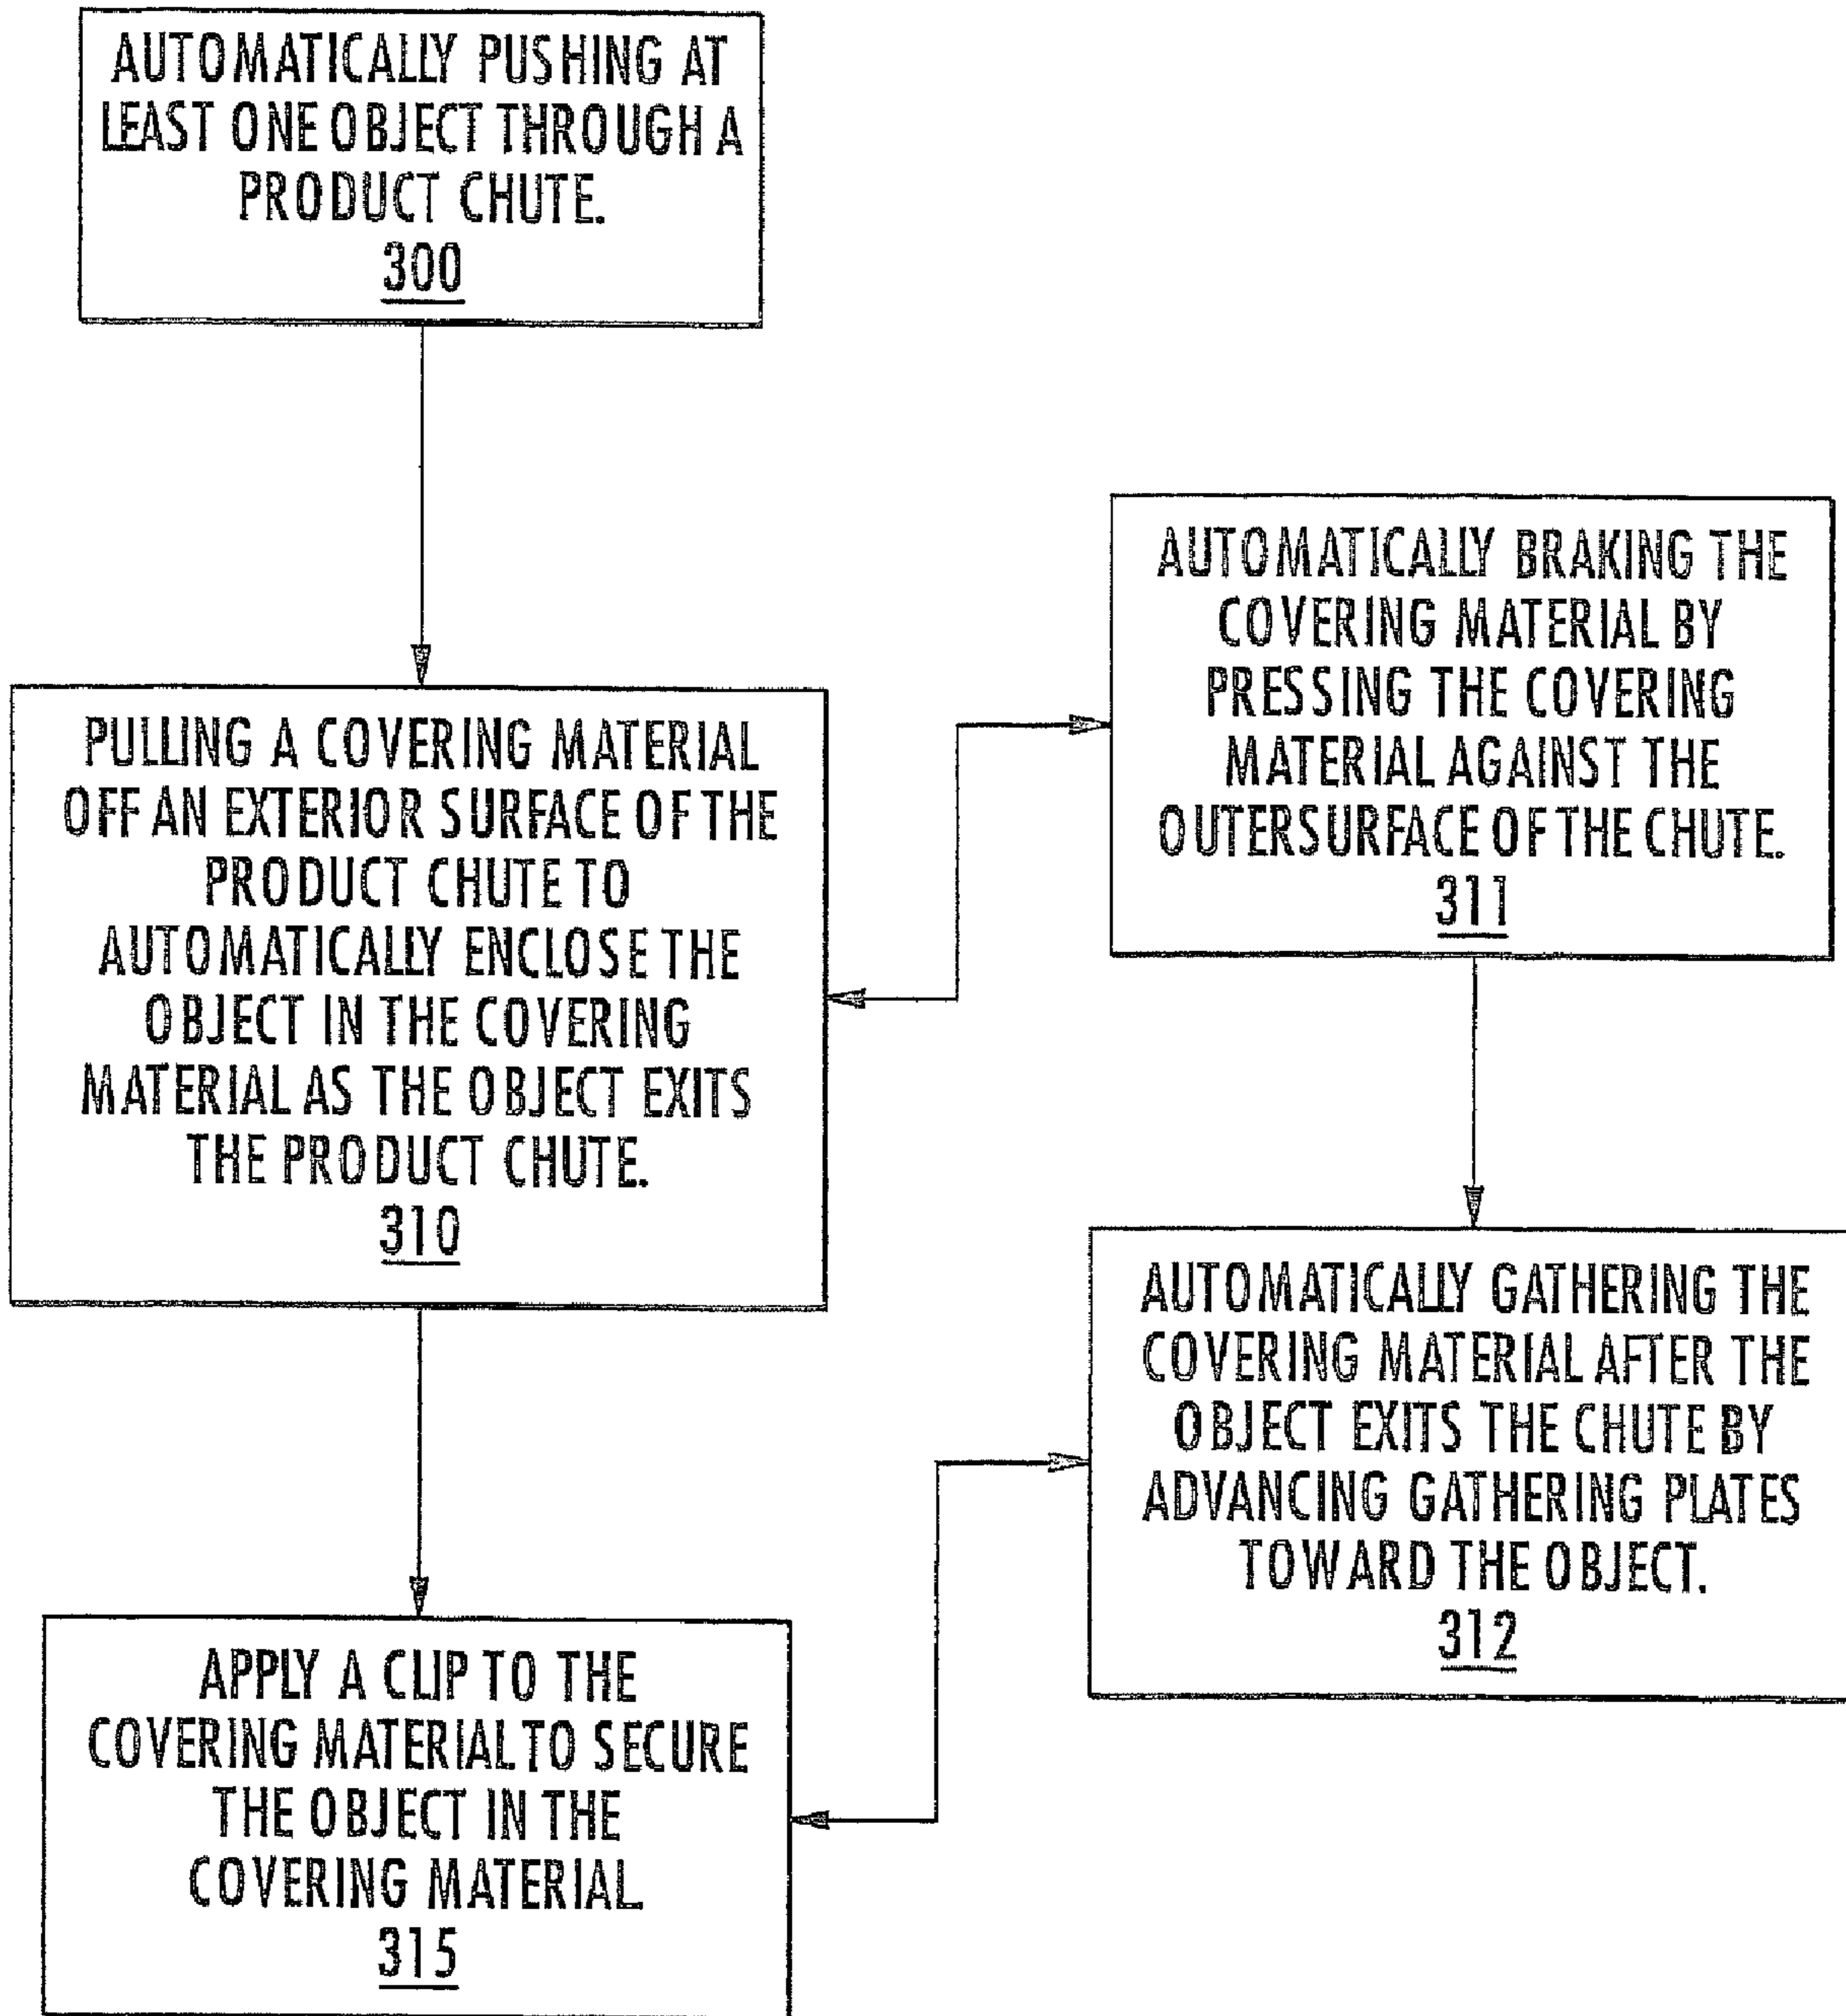 AUTOMATICALLY PUSHING AT
LEAST ONE OBJECT THROUGH A
PRODUCT CHUTE.
300
PULLING A COVERING MATERIAL
OFF AN EXTERIOR SURFACE OF THE
PRODUCT CHUTE TO
AUTOMATICALLY ENCLOSE THE
OBJECT IN THE COVERING
MATERIAL AS THE OBJECT EXITS
THE PRODUCT CHUTE.
310
AUTOMATICALLY BRAKING THE
COVERING MATERIAL BY
PRESSING THE COVERING
MATERIAL AGAINST THE
OUTERSURFACE OF THE CHUTE.
311
AUTOMATICALLY GATHERING THE
COVERING MATERIAL AFTER THE
OBJECT EXITS THE CHUTE BY
ADVANCING GATHERING PLATES
TOWARD THE OBJECT.
312
APPLY A CLIP TO THE
COVERING MATERIAL TO SECURE
THE OBJECT IN THE
COVERING MATERIAL
315